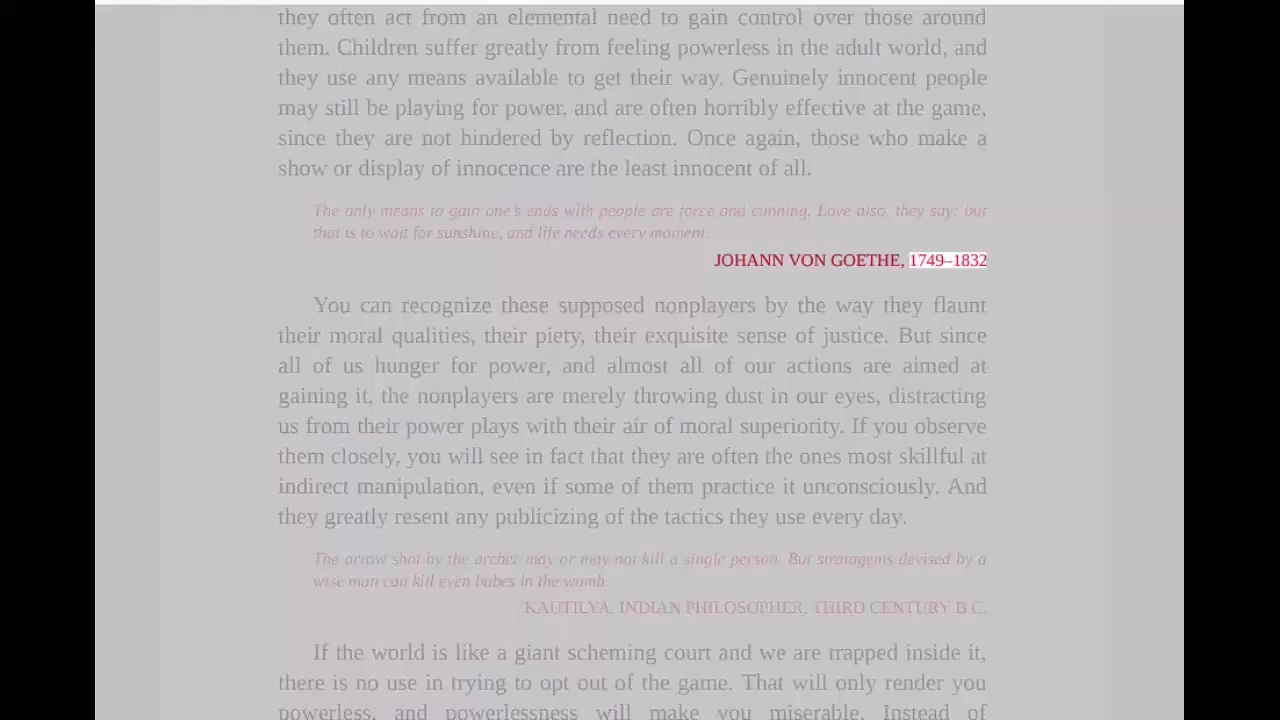 they often act from an elemental need to gain control over those around
them. Children suffer greatly from feeling powerless in the adult world, and
they use any means available to get their way. Genuinely innocent people
may still be playing for power, and are often horribly effective at the game,
since they are not hindered by reflection. Once again, those who make a
show or display of innocence are the least innocent of all.
The only means to gain one's ends with people are force and cunning. Love also, they say; but
that is to wait for sunshine, and life needs every moment.
JOHANN VON GOETHE, 1749–1832
You can recognize these supposed nonplayers by the way they flaunt
their moral qualities, their piety, their exquisite sense of justice. But since
all of us hunger for power, and almost all of our actions are aimed at
gaining it, the nonplayers are merely throwing dust in our eyes, distracting
us from their power plays with their air of moral superiority. If you observe
them closely, you will see in fact that they are often the ones most skillful at
indirect manipulation, even if some of them practice it unconsciously. And
they greatly resent any publicizing of the tactics they use every day.
The arrow shot by the archer may or may not kill a single person. But stratagems devised by a
wise man can kill even babes in the womb.
KAUTILYA, INDIAN PHILOSOPHER, THIRD CENTURY B.C.
If the world is like a giant scheming court and we are trapped inside it,
there is no use in trying to opt out of the game. That will only render you
powerless, and powerlessness will make you miserable. Instead of